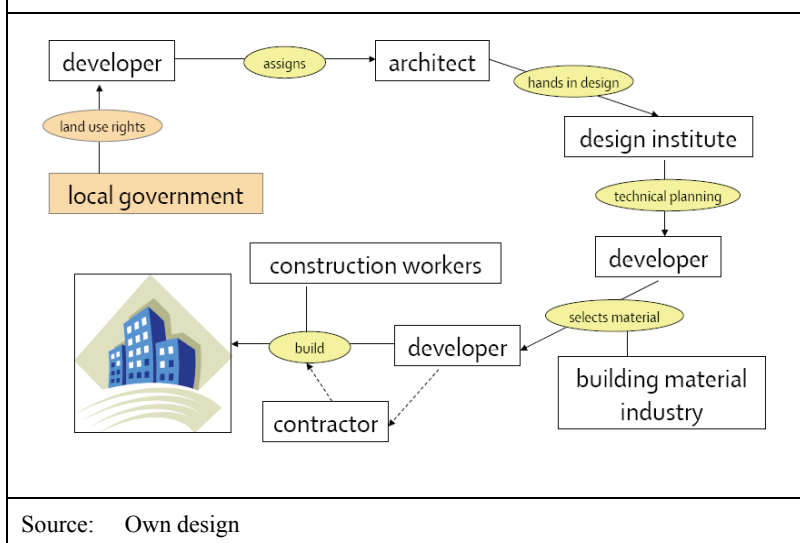 developer
assigns
architect
hands in design
land use rights
design institute
local government
technical planning
construction workers
developer
selects material
build
developer
building material
industry
contractor
Source: Own design